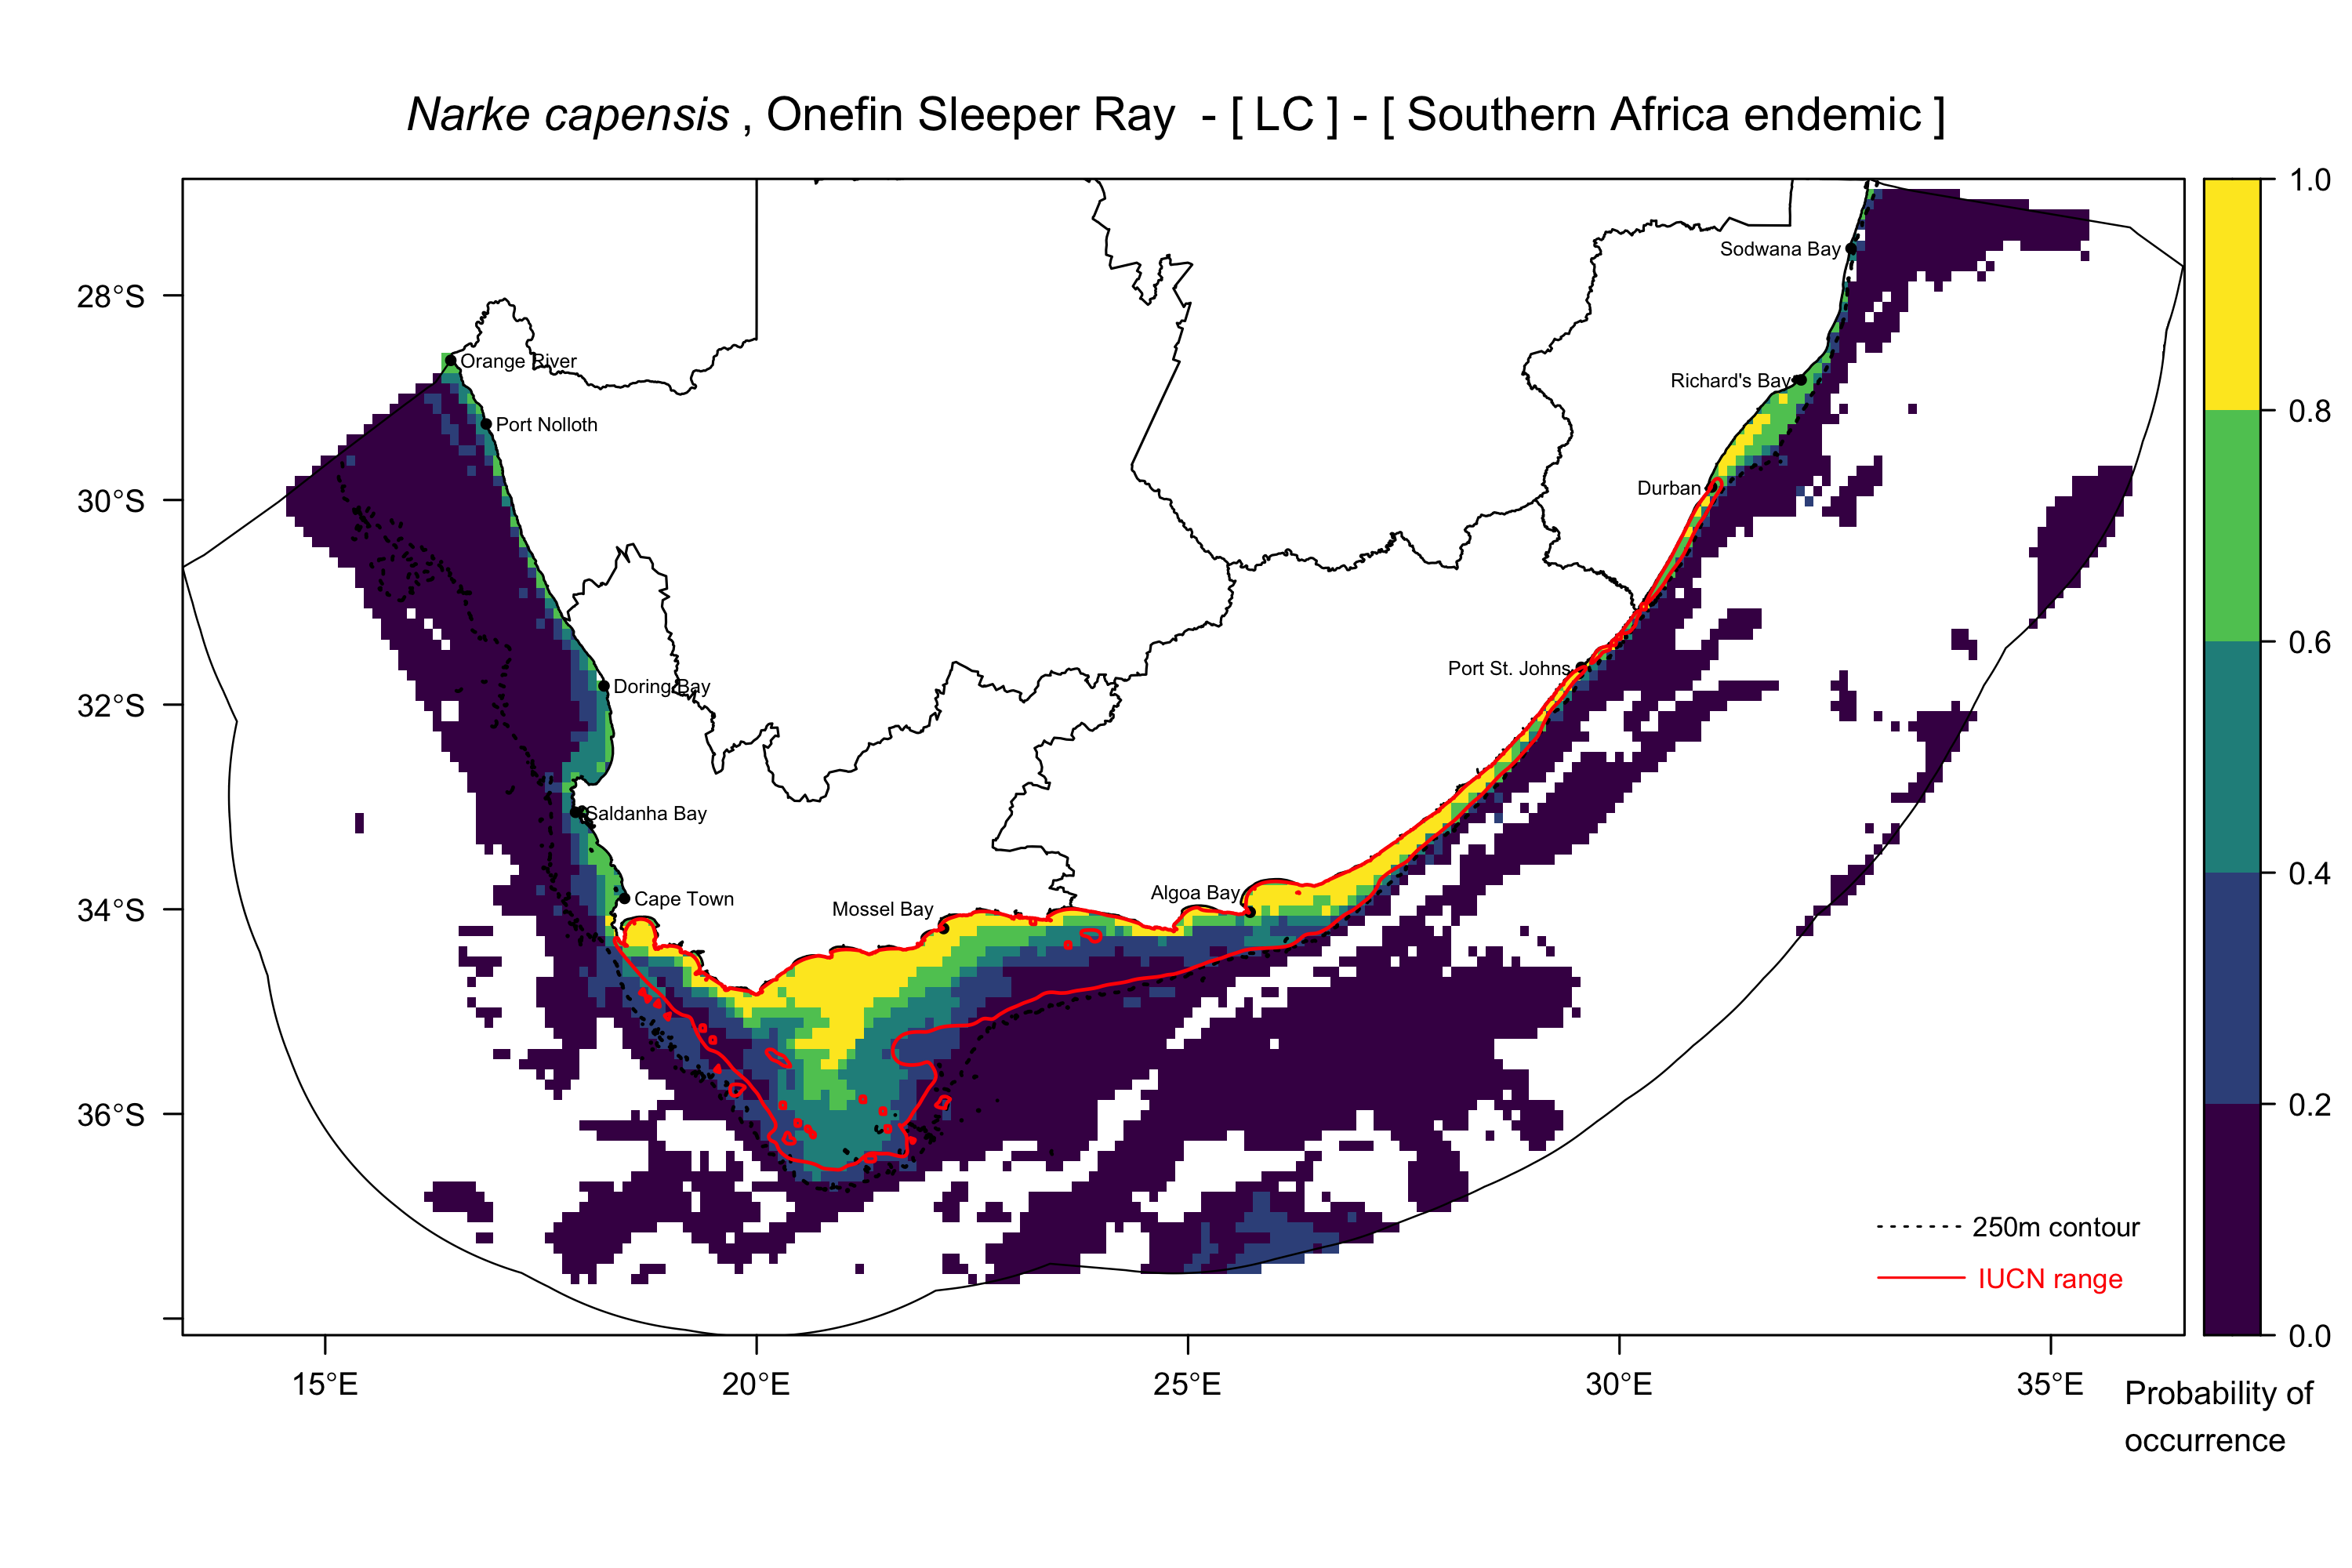 Narke capensis , Onefin Sleeper Ray - [ LC ] - [ Southern Africa endemic ]
1.0
0.8
0.6
0.4
0.2
0.0
28°S
30°S
32°S
34°S
36°S
Sodwana Bay
Orange River
Richard's Bay
Port Nolloth
Durban
Port St. Johns
Doring Bay
Saldanha Bay
Algoa Bay
Cape Town
Mossel Bay
250m contour
IUCN range
15°E
20°E
25°E
30°E
35°E
Probability of
occurrence